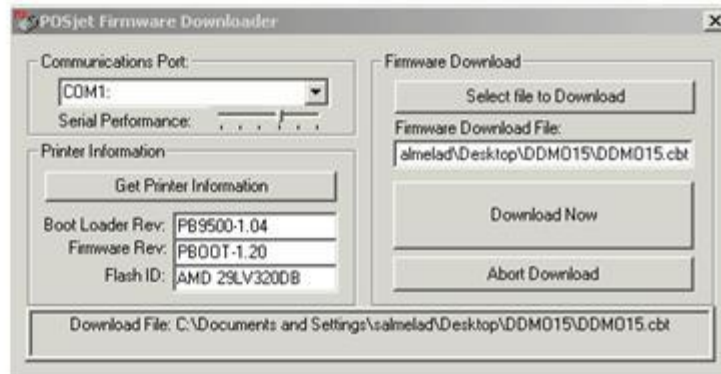 POSjet Firmware Downloader
Communications Port:
COM1:
Serial Performance:
Printer Information
Get Printer Information
Boot Loader Rev: PB9500-1.04
Firmware Rev: PBOOT-1.20
Flash ID: AMD 29LV320DB
Firmware Download
Select file to Download
Firmware Download File:
almelad\Desktop\DDM015\DDM015.cbt
Download Now
Abort Download
Download File: C:\Documents and Settings\salmelad\Desktop\DDM015\DDM015.cbt